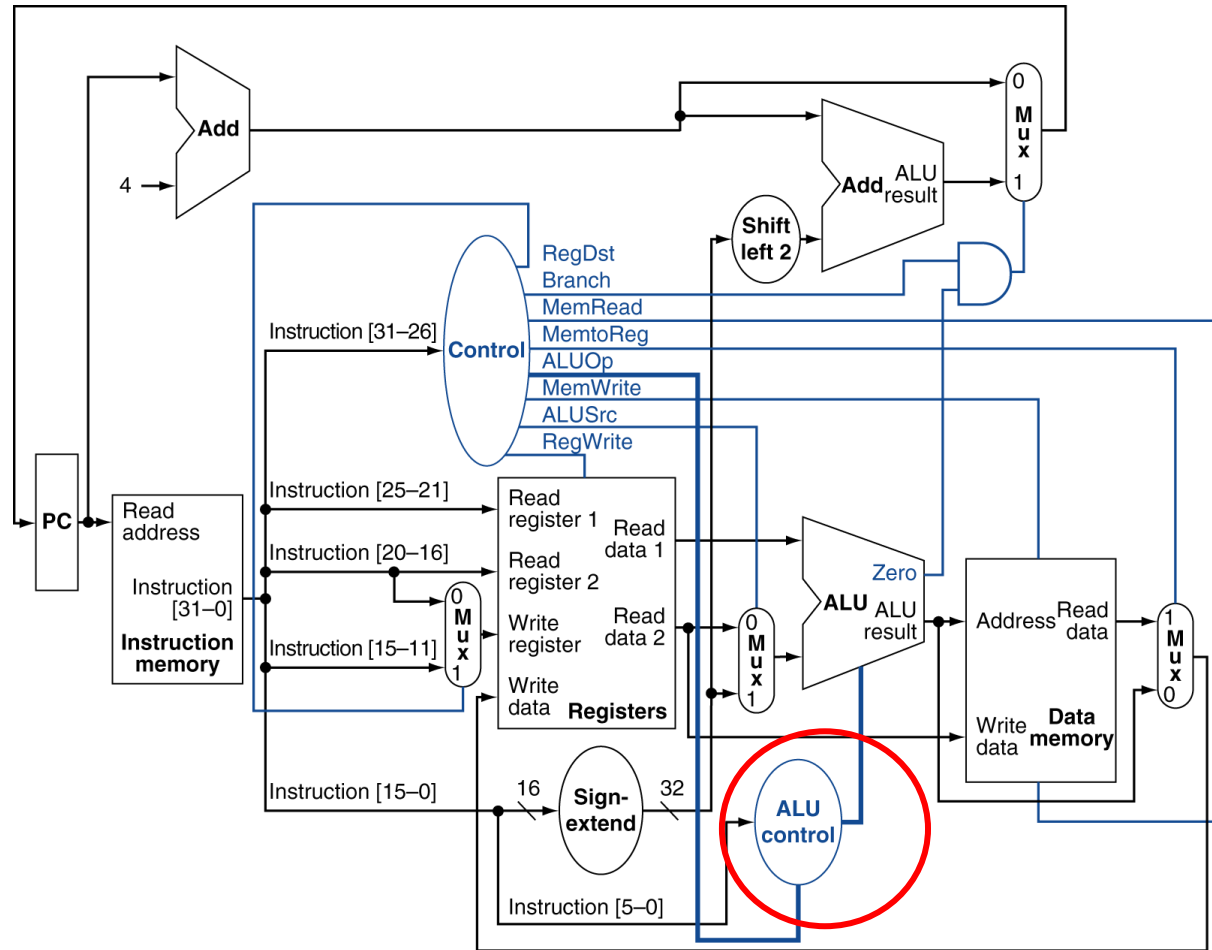 Add
4
Shift
left 2
Add
ALU
result
0
Mux
1
RegDst
Branch
MemRead
MemtoReg
ALUOp
MemWrite
ALUSrc
RegWrite
Control
Instruction [31–26]
Instruction [25–21]
Instruction [20–16]
Instruction [15–11]
Instruction [15–0]
Instruction [5–0]
PC
Read
address
Instruction
[31–0]
Instruction
memory
0
Mux
1
Read
register 1
Read
register 2
Write
register
Write
data
Read
data 1
Read
data 2
Registers
16
Sign-
extend
32
0
Mux
1
Zero
ALU
ALU
result
ALU
control
Address
Read
data
Write
data
Data
memory
1
Mux
0